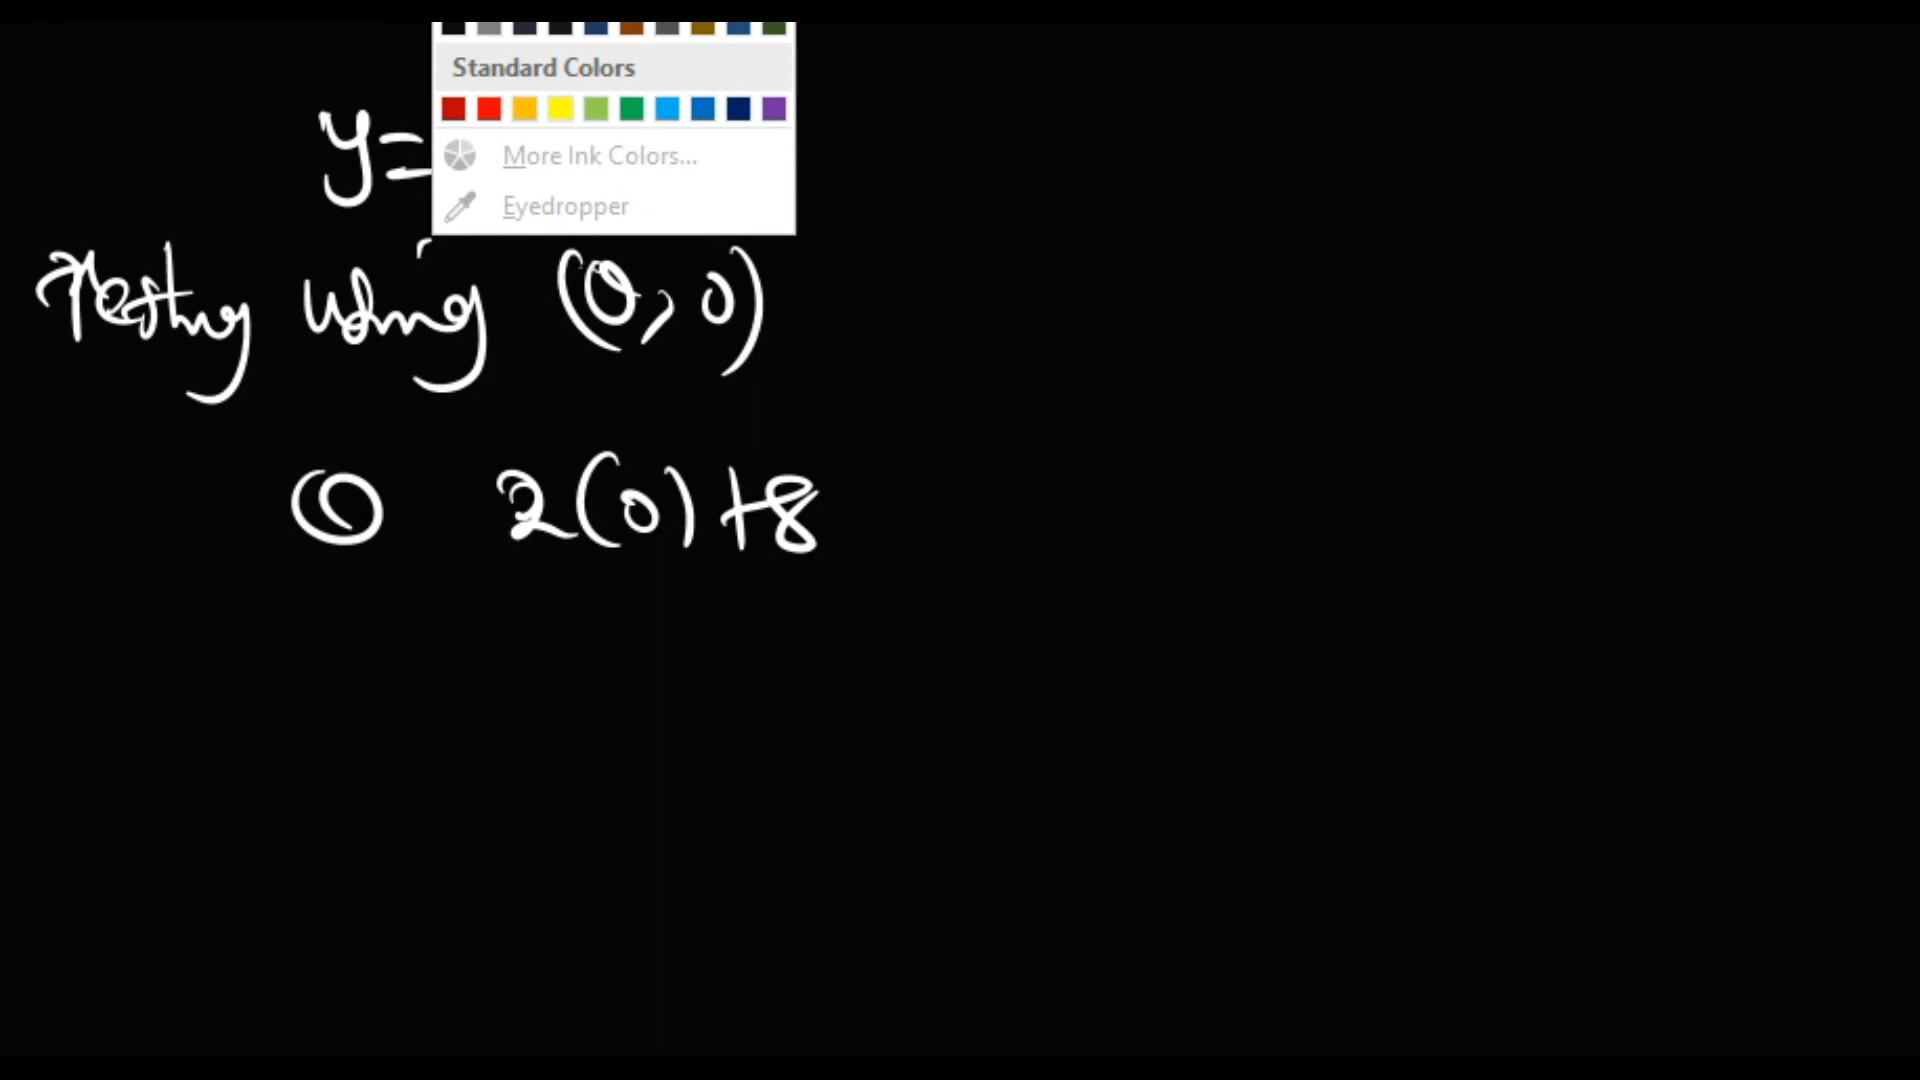 Standard Colors
y=
More Ink Colors...
Eyedropper
Testing Using (0,0)
0 2(0)+8